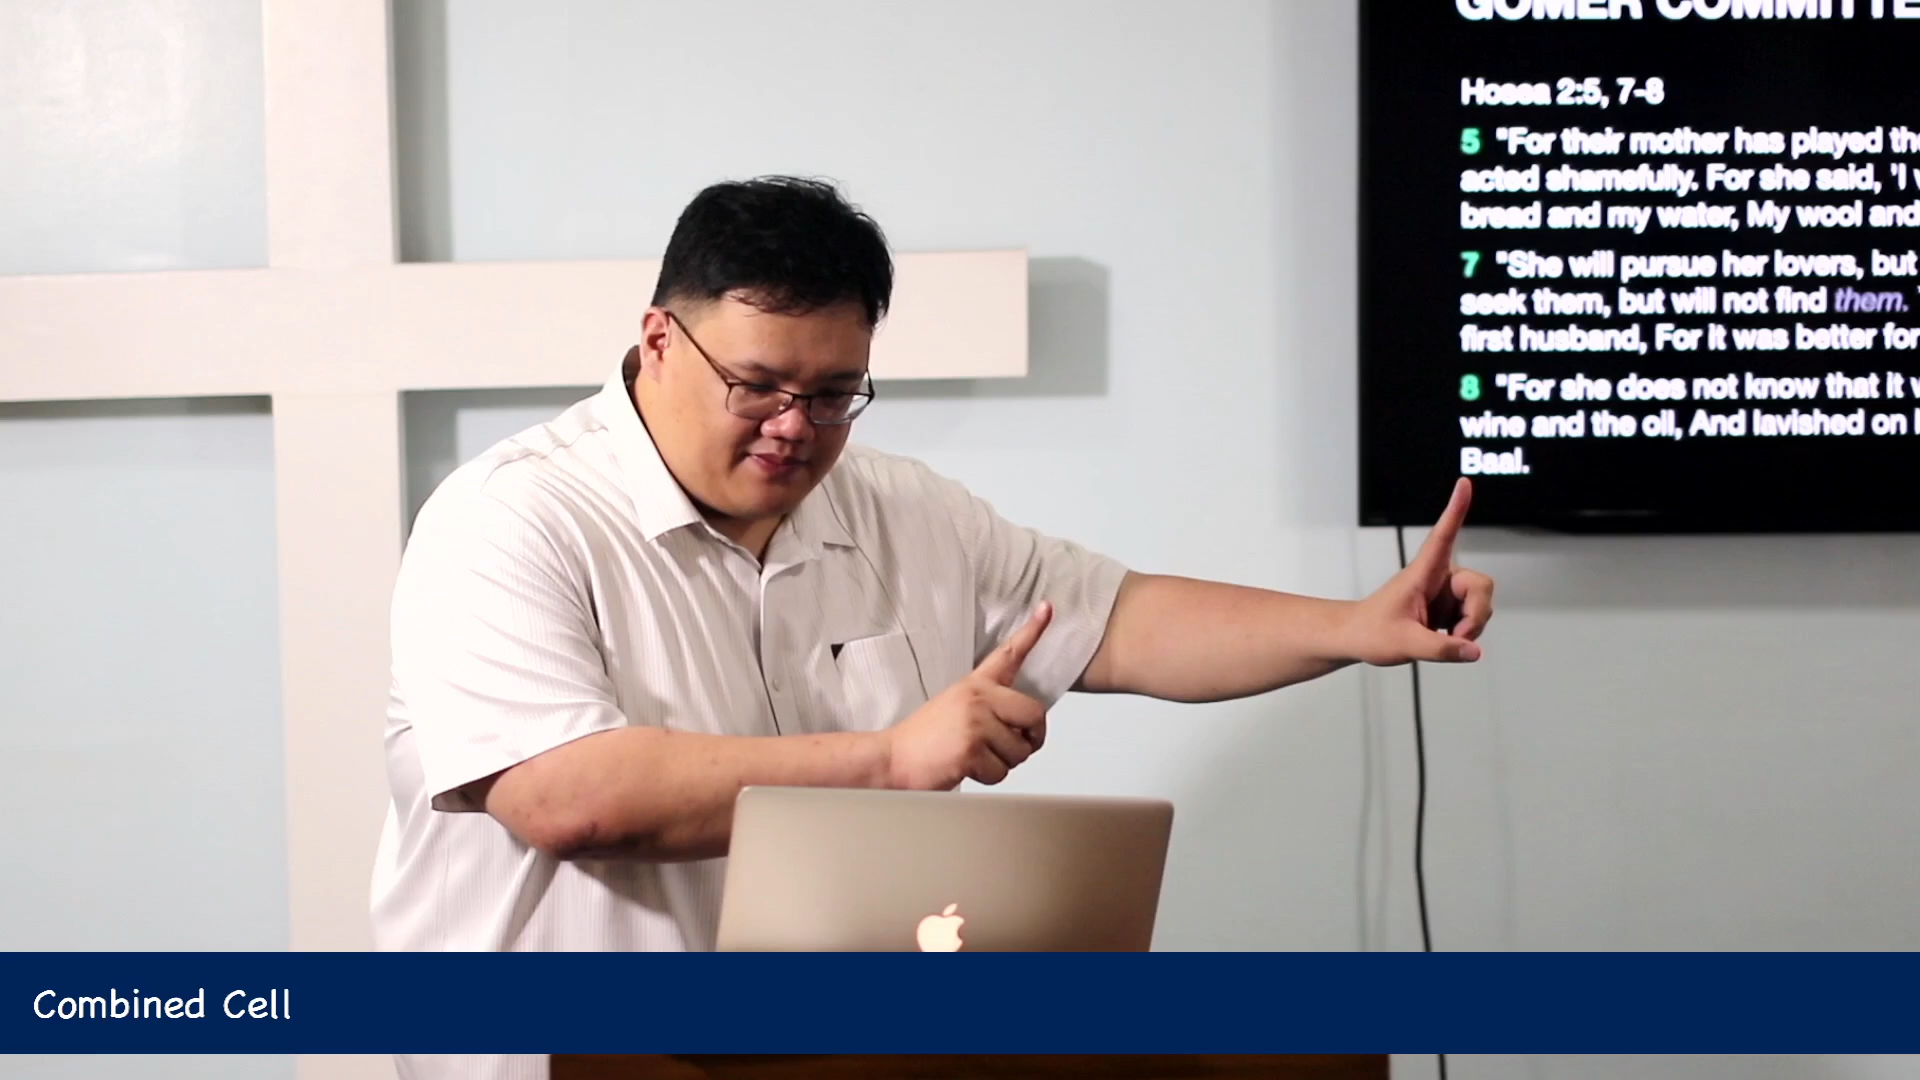 GOMER COMMITTE
Hosea 2:5, 7-8
5 "For their mother has played the
acted shamefully. For she said, 'I
bread and my water, My wool and
7 "She will pursue her lovers, but
seek them, but will not find them.
first husband, For it was better for
8 "For she does not know that it
wine and the oil, And lavished on
Baal.
Combined Cell